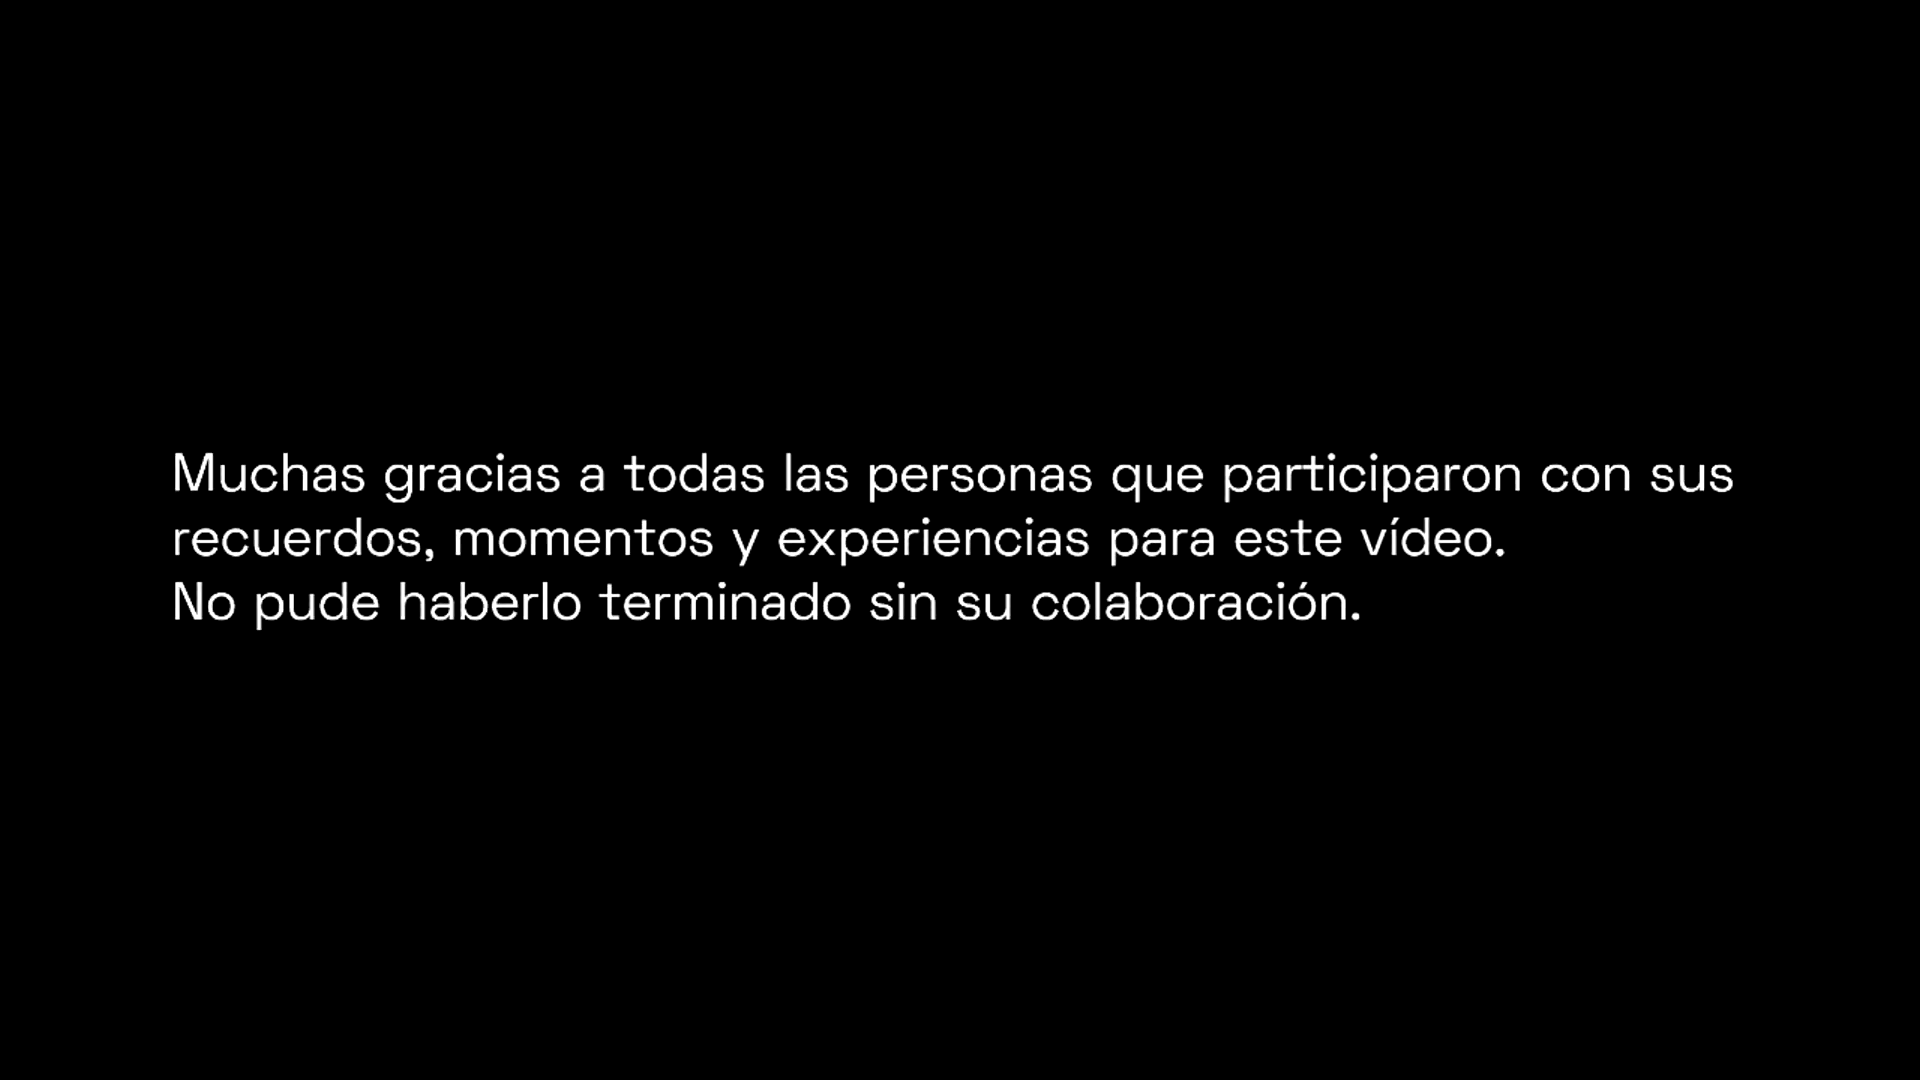 Muchas gracias a todas las personas que participaron con sus
recuerdos, momentos y experiencias para este vídeo.
No pude haberlo terminado sin su colaboración.